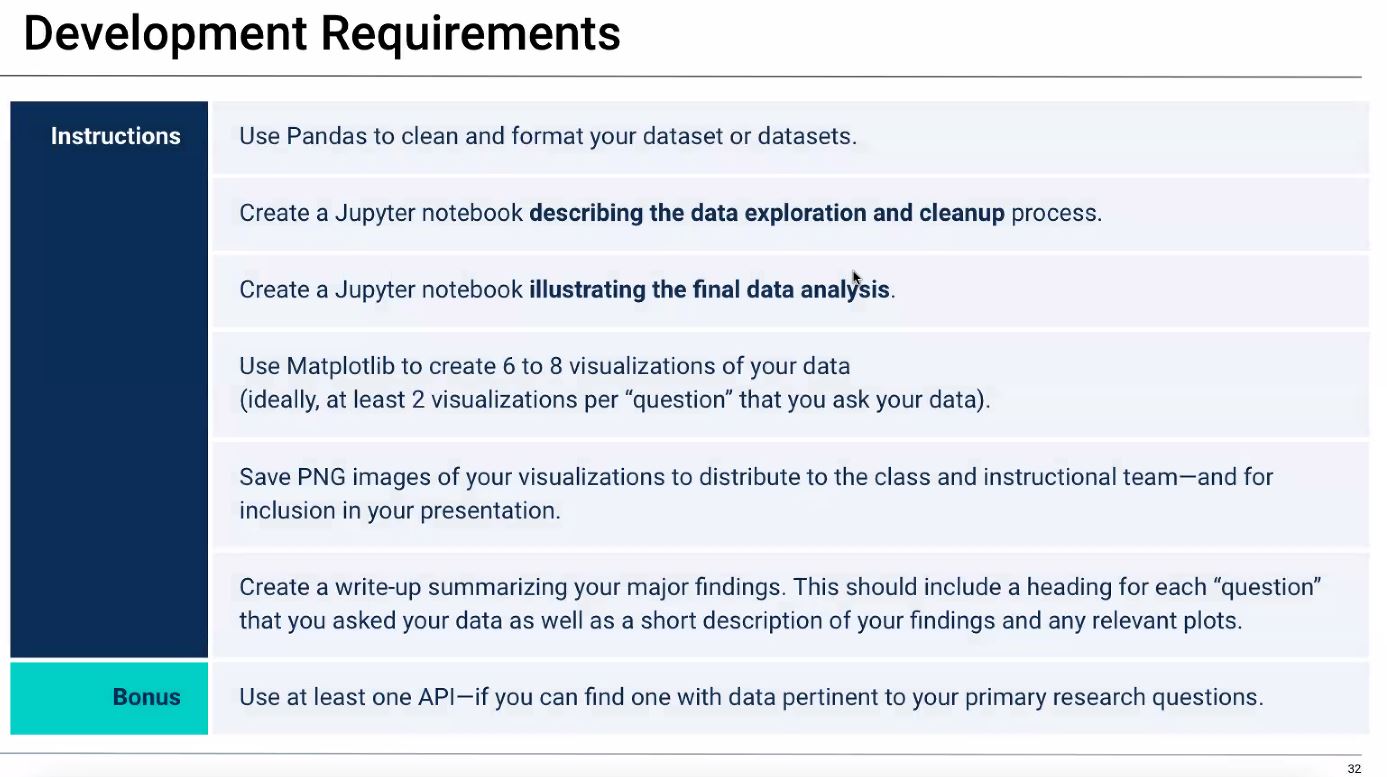 Development Requirements
Instructions
Use Pandas to clean and format your dataset or datasets.
Create a Jupyter notebook describing the data exploration and cleanup process.
Create a Jupyter notebook illustrating the final data analysis.
Use Matplotlib to create 6 to 8 visualizations of your data
(ideally, at least 2 visualizations per “question” that you ask your data).
Save PNG images of your visualizations to distribute to the class and instructional team—and for
inclusion in your presentation.
Create a write-up summarizing your major findings. This should include a heading for each “question”
that you asked your data as well as a short description of your findings and any relevant plots.
Bonus
Use at least one API—if you can find one with data pertinent to your primary research questions.
32